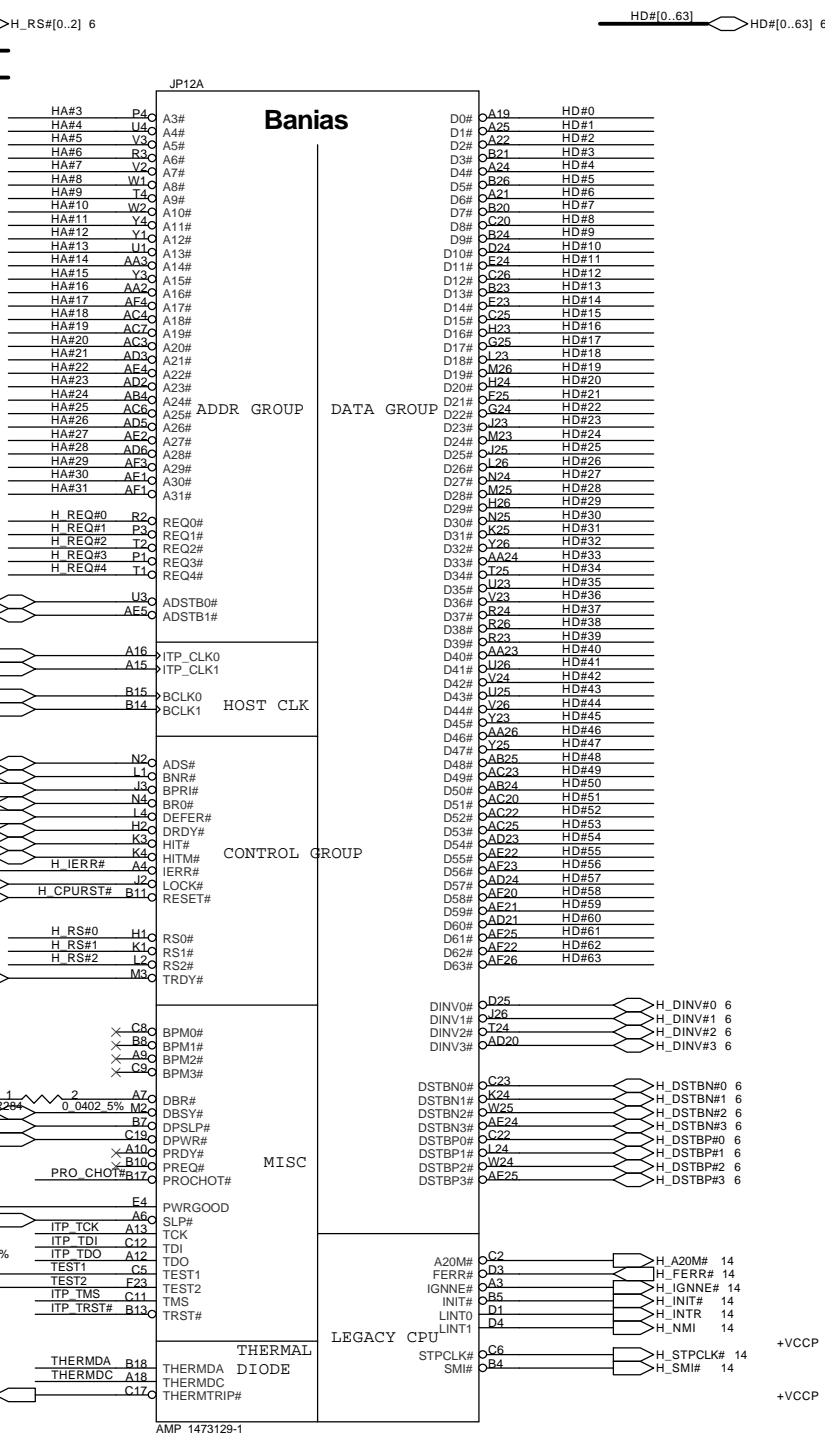 H_RS#[0..2] 6
HD#[0..63]
HD#[0..63] 6
JP12A
Banias
HA#3 P4 A3# D0# A19 HD#0
HA#4 U4 A4# D1# A25 HD#1
HA#5 V3 A5# D2# A22 HD#2
HA#6 R3 A6# D3# B21 HD#3
HA#7 V2 A7# D4# A24 HD#4
HA#8 W1 A8# D5# B26 HD#5
HA#9 T4 A9# D6# A21 HD#6
HA#10 W2 A10# D7# B20 HD#7
HA#11 Y4 A11# D8# C20 HD#8
HA#12 Y1 A12# D9# B24 HD#9
HA#13 U1 A13# D10# D24 HD#10
HA#14 AA3 A14# D11# E24 HD#11
HA#15 Y3 A15# D12# C26 HD#12
HA#16 AA2 A16# D13# B23 HD#13
HA#17 AF4 A17# D14# E23 HD#14
HA#18 AC4 A18# D15# C25 HD#15
HA#19 AC7 A19# D16# H23 HD#16
HA#20 AC3 A20# D17# G25 HD#17
HA#21 AD3 A21# D18# L23 HD#18
HA#22 AE4 A22# D19# M26 HD#19
HA#23 AD2 A23# D20# H24 HD#20
HA#24 AB4 A24# D21# F25 HD#21
HA#25 AC6 A25# ADDR GROUP DATA GROUP D22# G24 HD#22
HA#26 AD5 A26# D23# J23 HD#23
HA#27 AE2 A27# D24# M23 HD#24
HA#28 AD6 A28# D25# J25 HD#25
HA#29 AF3 A29# D26# L26 HD#26
HA#30 AE1 A30# D27# N24 HD#27
HA#31 AF1 A31# D28# M25 HD#28
D29# H26 HD#29
H_REQ#0 R2 REQ0# D30# N25 HD#30
H_REQ#1 P3 REQ1# D31# K25 HD#31
H_REQ#2 T2 REQ2# D32# Y26 HD#32
H_REQ#3 P1 REQ3# D33# AA24 HD#33
H_REQ#4 T1 REQ4# D34# T25 HD#34
D35# U23 HD#35
U3 ADSTB0# D36# V23 HD#36
AE5 ADSTB1# D37# R24 HD#37
D38# R26 HD#38
D39# R23 HD#39
A16 ITP_CLK0 D40# AA23 HD#40
A15 ITP_CLK1 D41# U26 HD#41
D42# V24 HD#42
B15 BCLK0 D43# U25 HD#43
B14 BCLK1 HOST CLK D44# V26 HD#44
D45# Y23 HD#45
D46# AA26 HD#46
D47# Y25 HD#47
N2 ADS# D48# AB25 HD#48
L1 BNR# D49# AC23 HD#49
J3 BPRI# D50# AB24 HD#50
N4 BR0# D51# AC20 HD#51
L4 DEFER# D52# AC22 HD#52
H2 DRDY# D53# AC25 HD#53
K3 HIT# D54# AD23 HD#54
K4 HITM# CONTROL GROUP D55# AE22 HD#55
H_IERR# A4 IERR# D56# AF23 HD#56
J2 LOCK# D57# AD24 HD#57
H_CPURST# B11 RESET# D58# AF20 HD#58
D59# AE21 HD#59
D60# AD21 HD#60
H_RS#0 H1 RS0# D61# AF25 HD#61
H_RS#1 K1 RS1# D62# AF22 HD#62
H_RS#2 L2 RS2# D63# AF26 HD#63
M3 TRDY#
DINV0# D25 H_DINV#0 6
DINV1# J26 H_DINV#1 6
C8 BPM0# DINV2# T24 H_DINV#2 6
B8 BPM1# DINV3# AD20 H_DINV#3 6
A9 BPM2#
C9 BPM3#
DSTBN0# C23 H_DSTBN#0 6
1 2 A7 DBR# DSTBN1# K24 H_DSTBN#1 6
0_0402_5% M2 DBSY# DSTBN2# W25 H_DSTBN#2 6
B7 DPSLP# DSTBN3# AE24 H_DSTBN#3 6
C19 DPWR# DSTBP0# C22 H_DSTBP#0 6
A10 PRDY# DSTBP1# L24 H_DSTBP#1 6
B10 PREQ# MISC DSTBP2# W24 H_DSTBP#2 6
PRO_CHOT# B17 PROCHOT# DSTBP3# AE25 H_DSTBP#3 6
E4 PWRGOOD
A6 SLP#
ITP_TCK A13 TCK
ITP_TDI C12 TDI
% ITP_TDO A12 TDO A20M# C2 H_A20M# 14
TEST1 C5 TEST1 FERR# D3 H_FERR# 14
TEST2 F23 TEST2 IGNNE# A3 H_IGNNE# 14
ITP_TMS C11 TMS INIT# B5 H_INIT# 14
ITP_TRST# B13 TRST# LINT0 D1 H_INTR 14
LEGACY CPU LINT1 D4 H_NMI 14
+VCCP
THERMAL DIODE
STPCLK# C6 H_STPCLK# 14
THERMDA B18 THERMDA SMI# B4 H_SMI# 14
THERMDC A18 THERMDC
C17 THERMTRIP# +VCCP
AMP_1473129-1